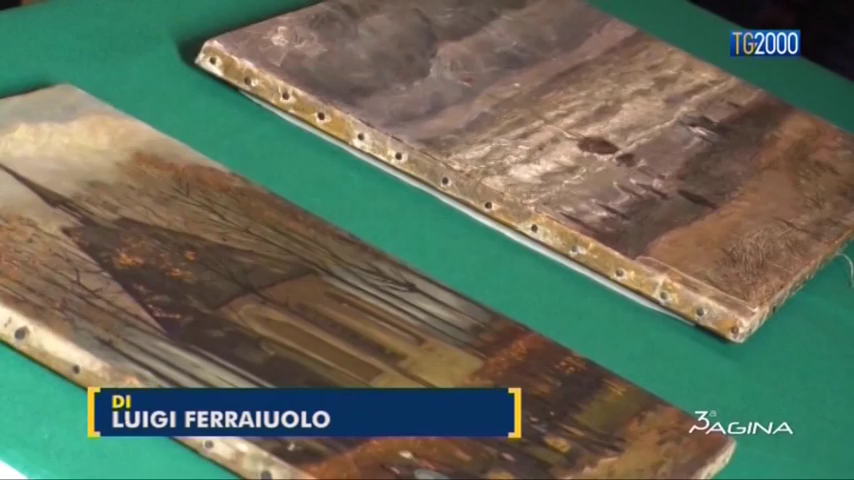 TG2000
DI
LUIGI FERRAIUOLO
3ª
PAGINA